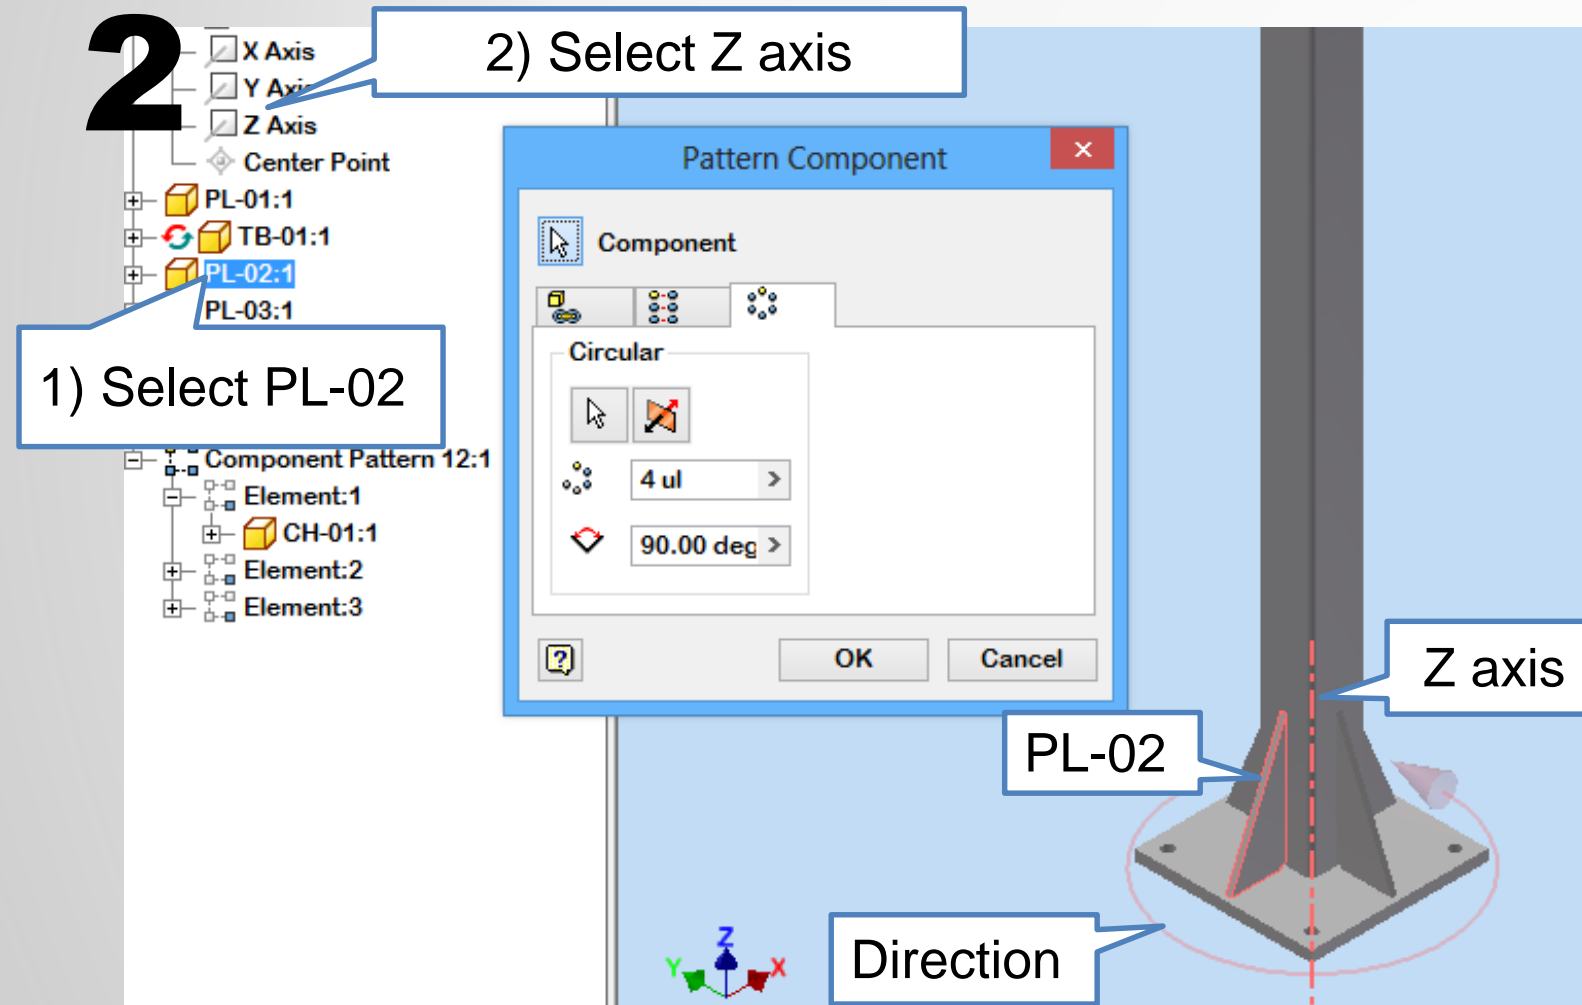 2
2) Select Z axis
X Axis
Y Axis
Z Axis
Center Point
PL-01:1
TB-01:1
PL-02:1
PL-03:1
1) Select PL-02
Component Pattern 12:1
Element:1
CH-01:1
Element:2
Element:3
Pattern Component
Component
Circular
4 ul
90.00 deg
OK
Cancel
Z axis
PL-02
Direction
Z
Y
X